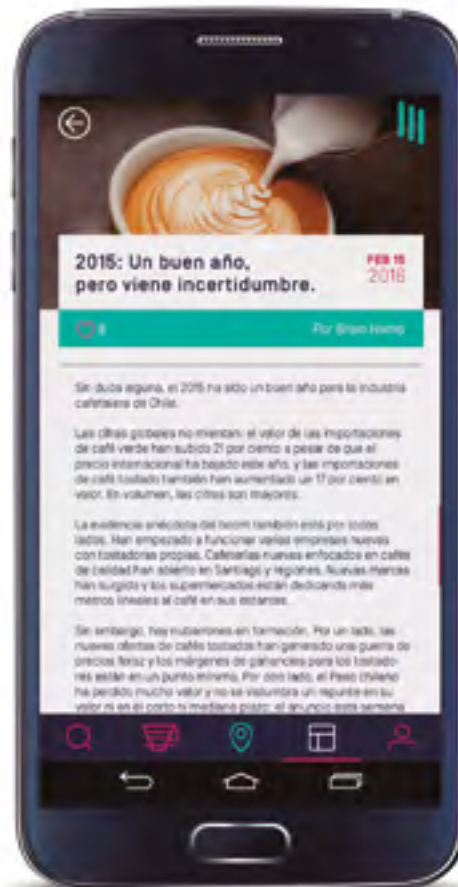 2015: Un buen año,
pero viene incertidumbre.
FEB 15
2016
Por
Sin duda alguna, el 2015 ha sido un buen año para la industria
cafetalera de Chile.
Las cifras globales no mientan: el valor de las importaciones
de café verde han subido 21 por ciento a pesar de que el
precio internacional ha bajado este año, y las importaciones
de café tostado también han aumentado un 17 por ciento en
valor. En volumen, las cifras son mayores.
La evidencia anécdota del boom también está por todos
lados. Han empezado a funcionar varias empresas nuevas
con tostadoras propias. Cafeterías nuevas enfocados en cafés
de calidad han abierto en Santiago y regiones. Nuevas marcas
han surgido y los supermercados están dedicando más
metros lineales al café en sus estantes.
Sin embargo, hay nubarrones en formación. Por un lado, las
nuevas ofertas de cafés tostados han generado una guerra de
precios feroz y los márgenes de ganancias para los tostado-
res están en un punto mínimo. Por otro lado, el Peso chileno
ha perdido mucho valor y no se vislumbra un repunte en su
valor ni en el corto ni mediano plazo: el anuncio esta semana